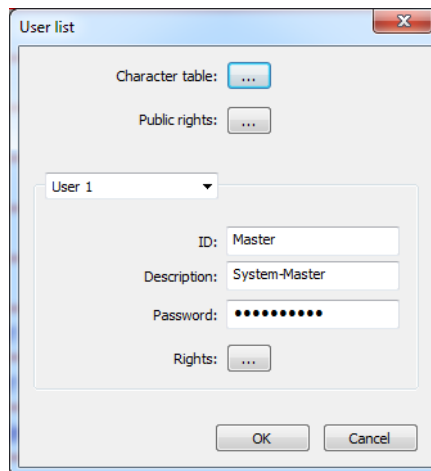 User list
Character table: ...
Public rights: ...
User 1
ID: Master
Description: System-Master
Password: ••••••••••
Rights: ...
OK Cancel